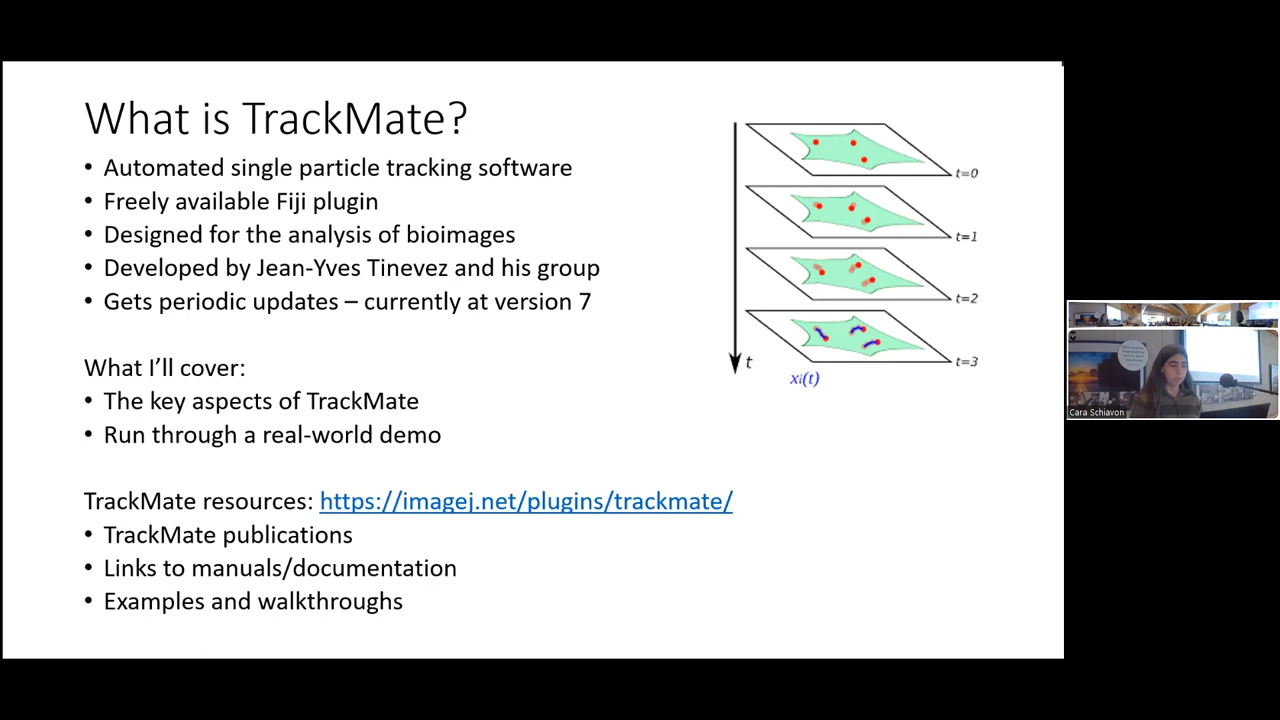 What is TrackMate?
• Automated single particle tracking software
• Freely available Fiji plugin
• Designed for the analysis of bioimages
• Developed by Jean-Yves Tinevez and his group
• Gets periodic updates – currently at version 7
What I’ll cover:
• The key aspects of TrackMate
• Run through a real-world demo
TrackMate resources: https://imagej.net/plugins/trackmate/
• TrackMate publications
• Links to manuals/documentation
• Examples and walkthroughs
t=0
t=1
t=2
t=3
t
xi(t)
Cara Schiavon